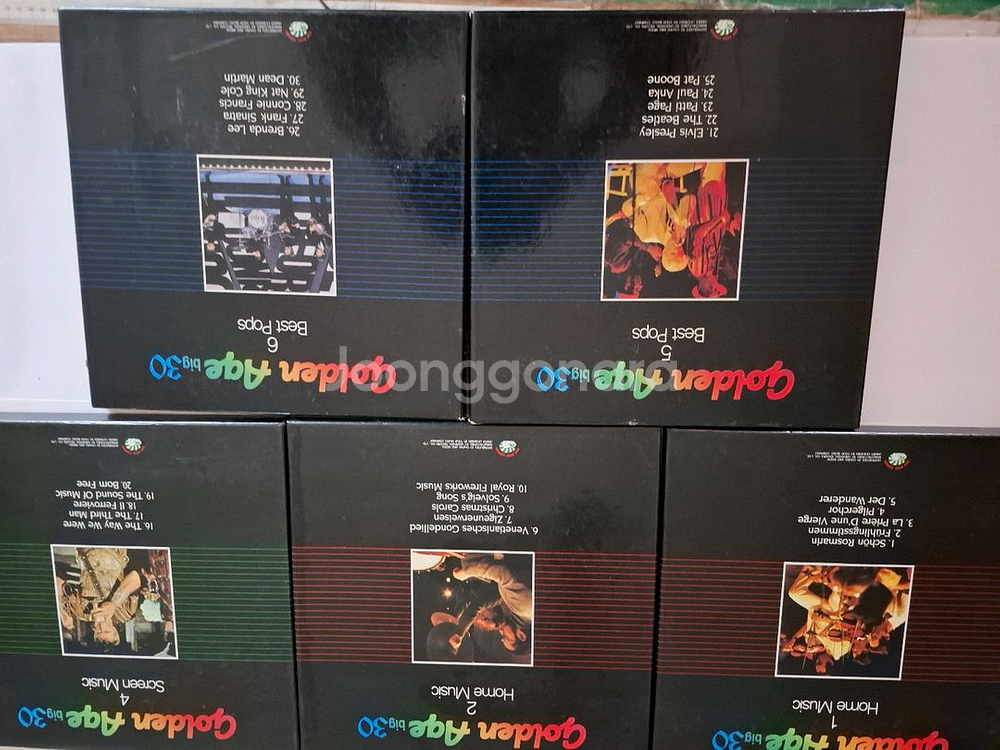 Golden Age big 30
5
Best Pops
21. Elvis Presley
22. The Beatles
23. Patti Page
24. Paul Anka
25. Pat Boone
Golden Age big 30
6
Best Pops
26. Brenda Lee
27. Frank Sinatra
28. Connie Francis
29. Nat King Cole
30. Dean Martin
Golden Age big 30
1
Home Music
1. Schön Rosmarin
2. Frühlingsstimmen
3. La Prière D'une Vierge
4. Pilgerchor
5. Der Wanderer
Golden Age big 30
2
Home Music
6. Venetianisches Gondellied
7. Zigeunerweisen
8. Christmas Carols
9. Solveig's Song
10. Royal Fireworks Music
Golden Age big 30
4
Screen Music
16. The Way We Were
17. The Third Man
18. Il Ferroviere
19. The Sound Of Music
20. Born Free